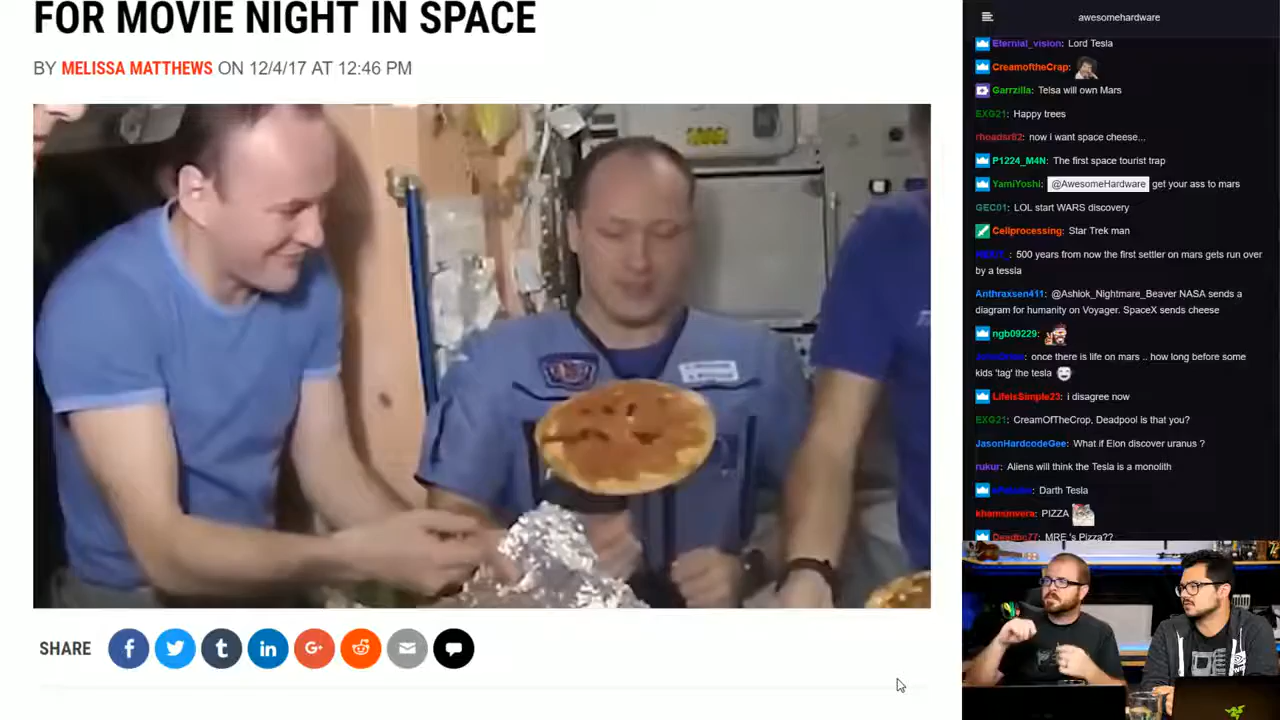 FOR MOVIE NIGHT IN SPACE
BY MELISSA MATTHEWS ON 12/4/17 AT 12:46 PM
SHARE
awesomehardware
Eternial_vision: Lord Tesla
CreamoftheCrap:
Garrzilla: Telsa will own Mars
EXG21: Happy trees
rhoadsr82: now i want space cheese...
P1224_M4N: The first space tourist trap
YamiYoshi: @AwesomeHardware get your ass to mars
GEC01: LOL start WARS discovery
Cellprocessing: Star Trek man
500 years from now the first settler on mars gets run over
by a tessla
Anthraxsen411: @Ashiok_Nightmare_Beaver NASA sends a
diagram for humanity on Voyager. SpaceX sends cheese
ngb09229:
once there is life on mars .. how long before some
kids 'tag' the tesla
LifeisSimple23: i disagree now
EXG21: CreamOfTheCrop, Deadpool is that you?
JasonHardcodeGee: What if Elon discover uranus ?
rukur: Aliens will think the Tesla is a monolith
Darth Tesla
khamsinvera: PIZZA
Deadpc77: MRE 's Pizza??